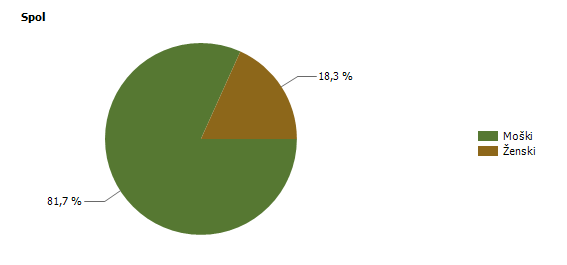 Spol
18,3 %
Moški
Ženski
81,7 %